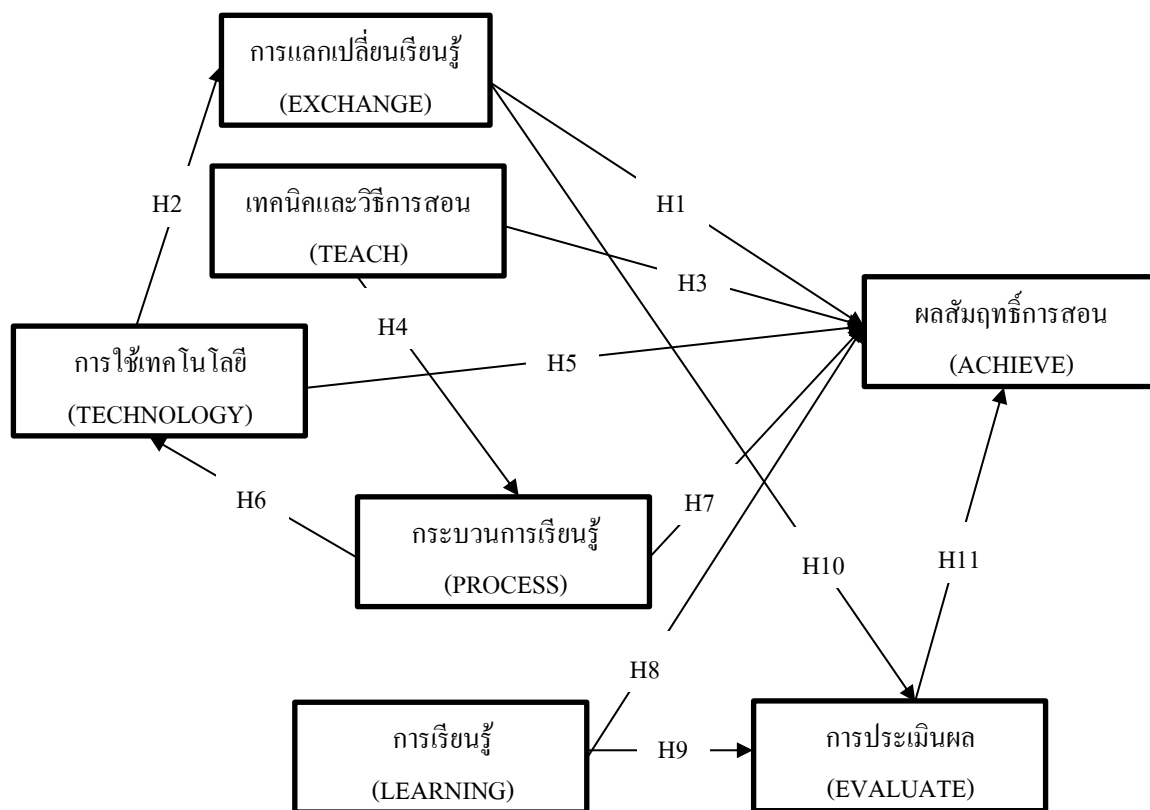 การแลกเปลี่ยนเรียนรู้
(EXCHANGE)
H2
เทคนิคและวิธีการสอน
(TEACH)
H1
H3
ผลสัมฤทธิ์การสอน
(ACHIEVE)
H4
การใช้เทคโนโลยี
(TECHNOLOGY)
H5
H6
กระบวนการเรียนรู้
(PROCESS)
H7
H10
H11
H8
การเรียนรู้
(LEARNING)
H9
การประเมินผล
(EVALUATE)